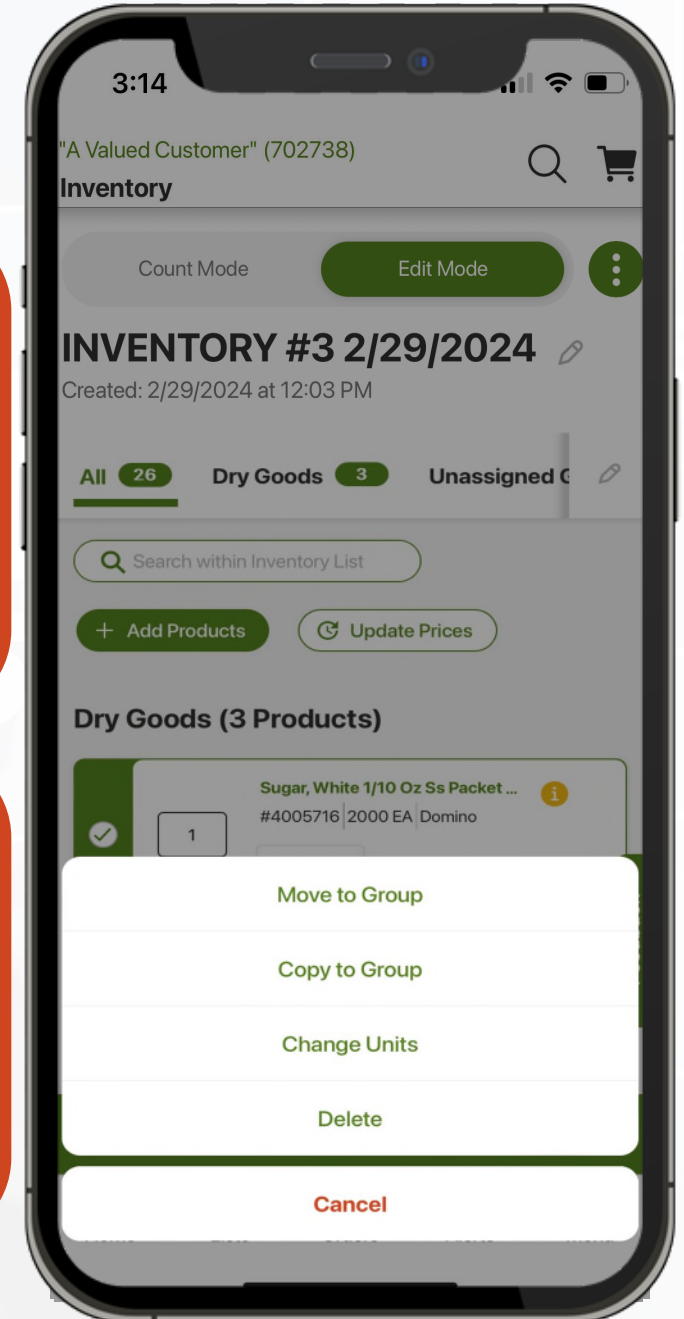 3:14
"A Valued Customer" (702738)
Inventory
Count Mode
Edit Mode
INVENTORY #3 2/29/2024
Created: 2/29/2024 at 12:03 PM
All 26 Dry Goods 3 Unassigned
Search within Inventory List
+ Add Products
Update Prices
Dry Goods (3 Products)
Sugar, White 1/10 Oz Ss Packet ...
#4005716 2000 EA Domino
1
Move to Group
Copy to Group
Change Units
Delete
Cancel